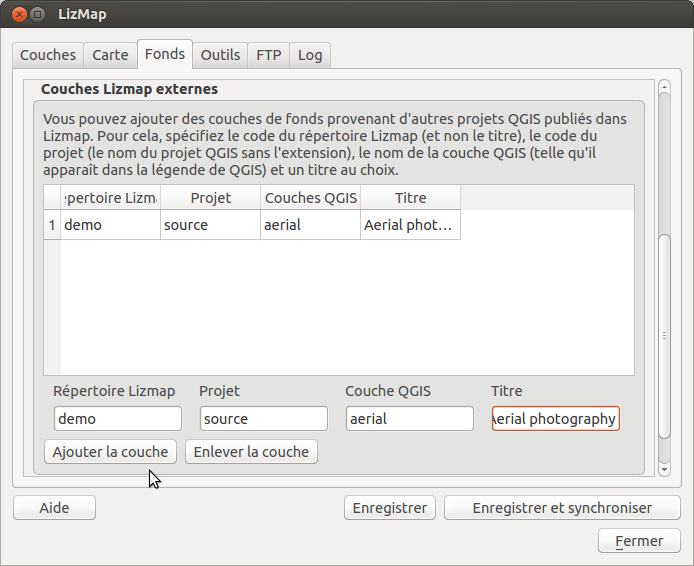 LizMap
Couches Carte Fonds Outils FTP Log
Couches Lizmap externes
Vous pouvez ajouter des couches de fonds provenant d'autres projets QGIS publiés dans
Lizmap. Pour cela, spécifiez le code du répertoire Lizmap (et non le titre), le code du
projet (le nom du projet QGIS sans l'extension), le nom de la couche QGIS (telle qu'il
apparaît dans la légende de QGIS) et un titre au choix.
pertoire Lizm Projet Couches QGIS Titre
1 demo source aerial Aerial phot...
Répertoire Lizmap Projet Couche QGIS Titre
demo source aerial Aerial photography
Ajouter la couche Enlever la couche
Aide Enregistrer Enregistrer et synchroniser
Fermer